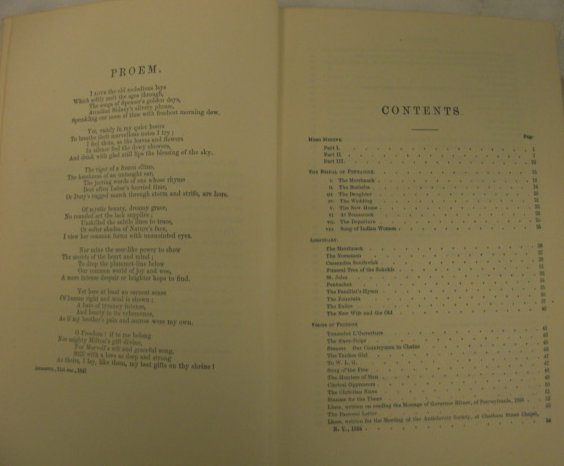 PROEM.
I LOVE the old melodious lays
Which softly melt the ages through,
The songs of Spenser's golden days,
Arcadian Sidney's silvery phrase,
Sprinkling our noon of time with freshest morning dew.
Yet, vainly in my quiet hours
To breathe their marvellous notes I try;
I feel them, as the leaves and flowers
In silence feel the dewy showers,
And drink with glad still lips the blessing of the sky.
The rigor of a frozen clime,
The harshness of an untaught ear,
The jarring words of one whose rhyme
Beat often Labor's hurried time,
Or Duty's rugged march through storm and strife, are here.
Of mystic beauty, dreamy grace,
No rounded art the lack supplies;
Unskilled the subtle lines to trace,
Or softer shades of Nature's face,
I view her common forms with unanointed eyes.
Nor mine the seer-like power to show
The secrets of the heart and mind;
To drop the plummet-line below
Our common world of joy and woe,
A more intense despair or brighter hope to find.
Yet here at least an earnest sense
Of human right and weal is shown;
A hate of tyranny intense,
And hearty in its vehemence,
As if my brother's pain and sorrow were my own.
O Freedom! if to me belong
Nor mighty Milton's gift divine,
Nor Marvell's wit and graceful song,
Still with a love as deep and strong
As theirs, I lay, like them, my best gifts on thy shrine!
CONTENTS
Page.
MOGG MEGONE
Part I.
Part II.
Part III.
THE BRIDAL OF PENNACOOK
I. The Merrimack
II. The Bashaba
III. The Daughter
IV. The Wedding
V. The New Home
VI. At Pennacook
VII. The Departure
VIII. Song of Indian Women
LEGENDARY.
The Merrimack
The Norsemen
Cassandra Southwick
Funeral Tree of the Sokokis
St. John
Pentucket
The Familist's Hymn
The Fountain
The Exiles
The New Wife and the Old
VOICES OF FREEDOM
Toussaint L'Ouverture
The Slave-Ships
Stanzas. Our Countrymen in Chains
The Yankee Girl
To W. L. G.
Song of the Free
The Hunters of Men
Clerical Oppressors
The Christian Slave
Stanzas for the Times
Lines, written on reading the Message of Governor Ritner, of Pennsylvania, 1836
The Pastoral Letter
Lines, written for the Meeting of the Antislavery Society, at Chatham Street Chapel,
N. Y., 1834